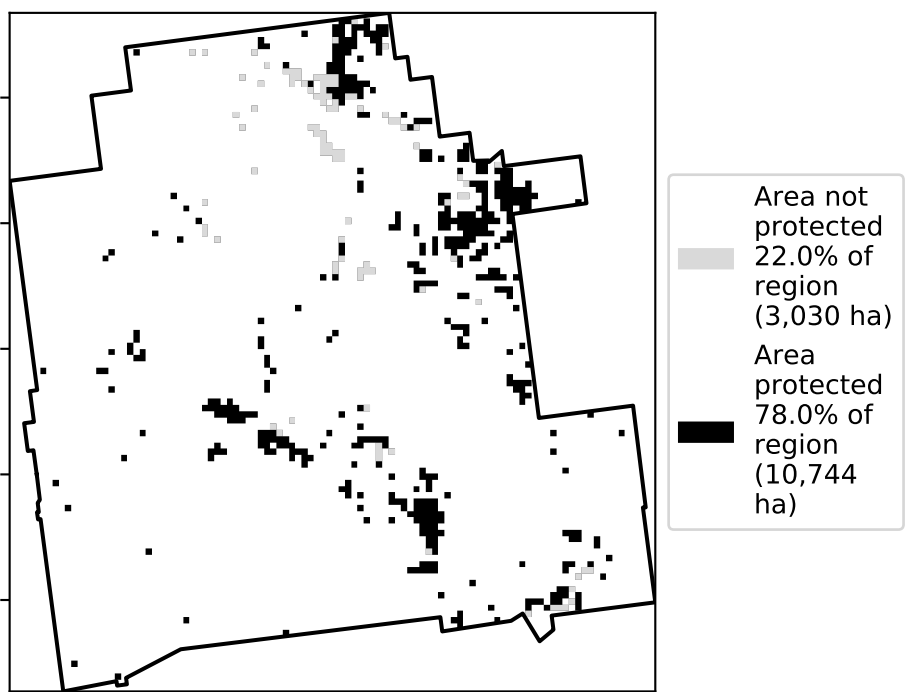 Area not
protected
22.0% of
region
(3,030 ha)
Area
protected
78.0% of
region
(10,744
ha)